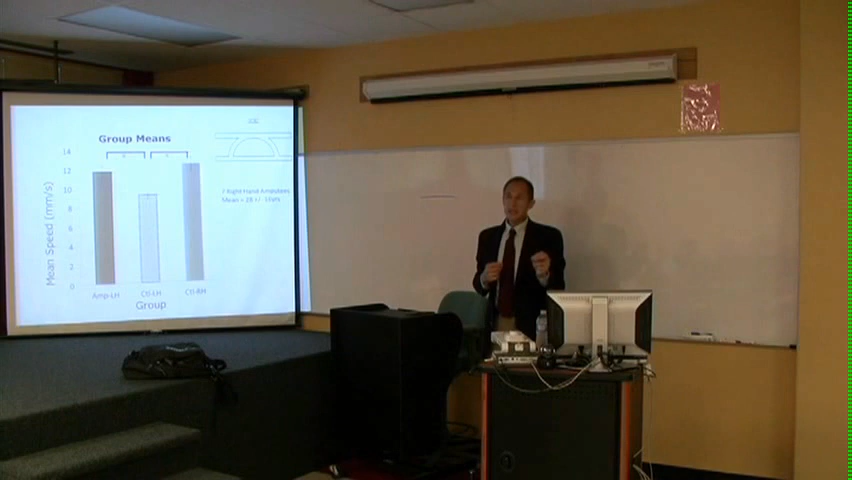 Group Means
14
12
10
8
6
4
2
0
Mean Speed (mm/s)
Amp-LH
Ctl-LH
Ctl-RH
Group
7 Right Hand Amputees